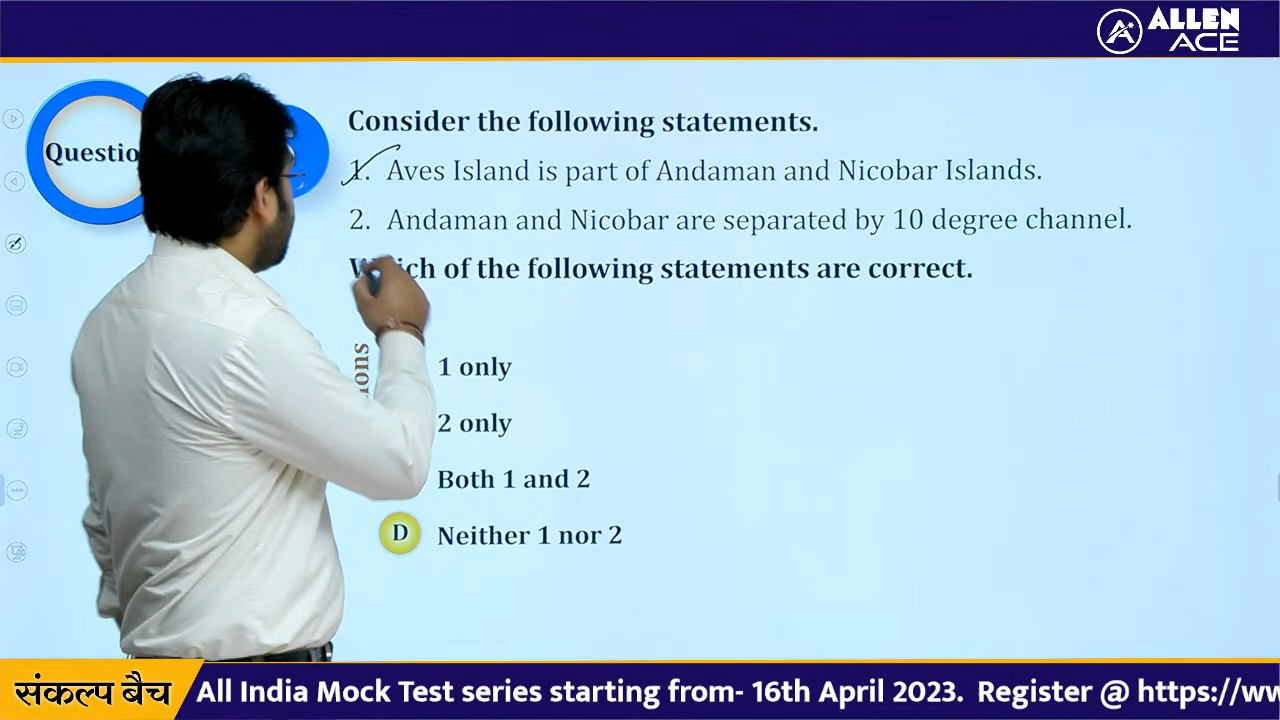 ALLEN
ACE
Consider the following statements.
1. Aves Island is part of Andaman and Nicobar Islands.
2. Andaman and Nicobar are separated by 10 degree channel.
of the following statements are correct.
1 only
2 only
Both 1 and 2
D Neither 1 nor 2
संकल्प बैच All India Mock Test series starting from- 16th April 2023. Register @ https://ww